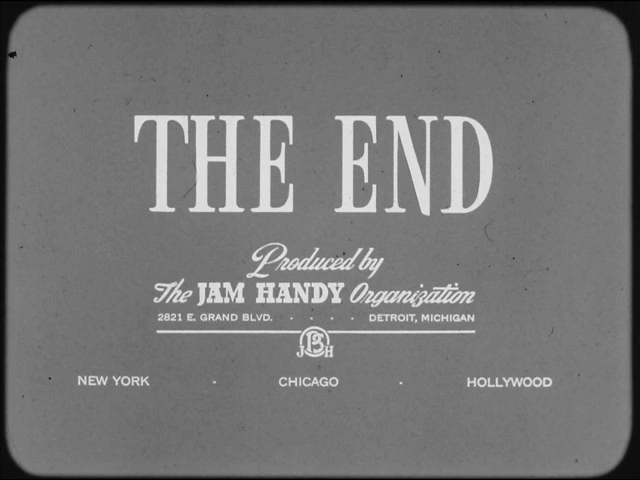 THE END
Produced by
The JAM HANDY Organization
2821 E. GRAND BLVD. · · · · DETROIT, MICHIGAN
J H
NEW YORK · CHICAGO · HOLLYWOOD